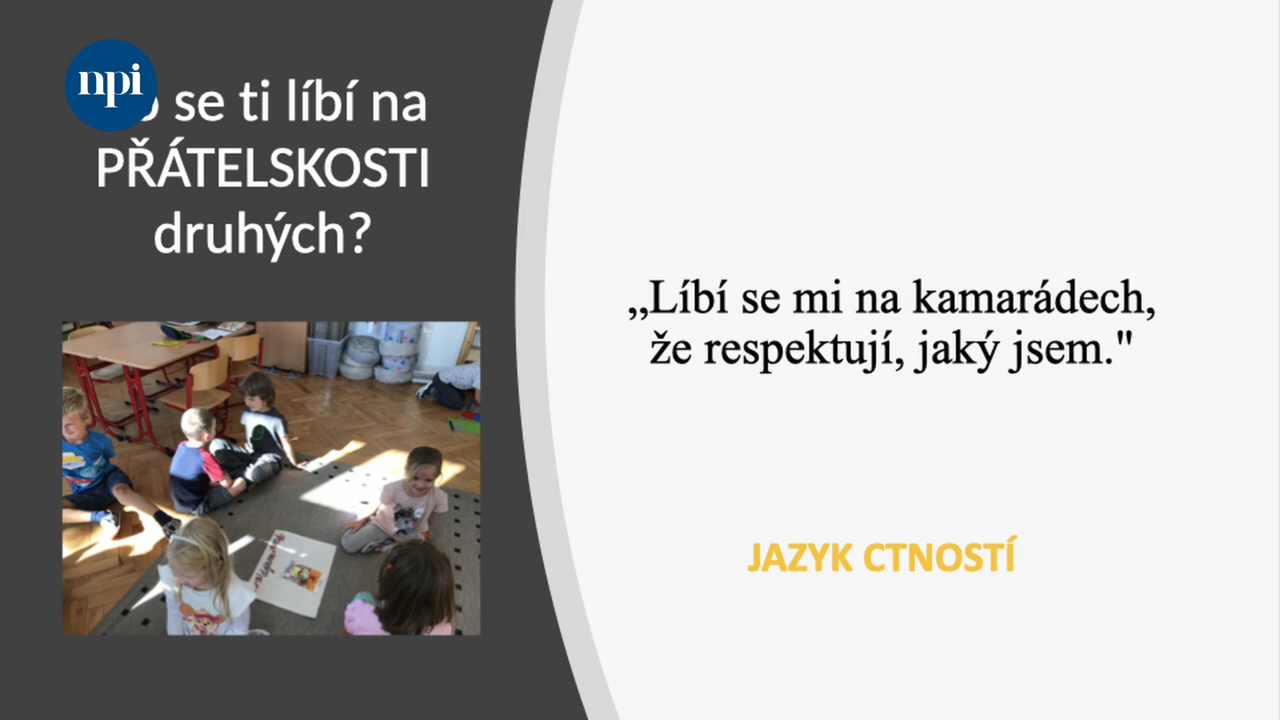 npi
se ti líbí na
PŘÁTELSKOSTI
druhých?
„Líbí se mi na kamarádech,
že respektují, jaký jsem."
JAZYK CTNOSTÍ